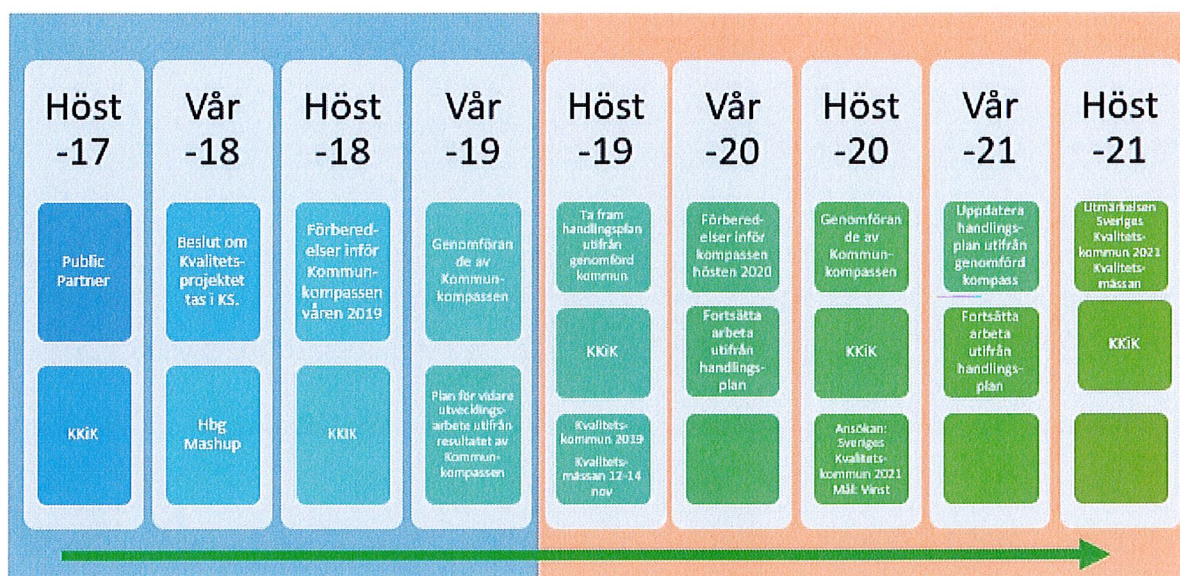 Höst
-17
Public
Partner
KKiK
Vår
-18
Beslut om
Kvalitets-
projektet
tas i KS.
Hbg
Mashup
Höst
-18
Förbered-
elser inför
Kommun-
kompassen
våren 2019
KKiK
Vår
-19
Genomföran
de av
Kommun-
kompassen
Plan för vidare
utvecklings-
arbete utifrån
resultatet av
Kommun-
kompassen
Höst
-19
Ta fram
handlingsplan
utifrån
genomförd
kommun
KKiK
Kvalitets-
kommun 2019
Kvalitets-
mässan 12-14
nov
Vår
-20
Förbered-
elser inför
kompassen
hösten 2020
Fortsätta
arbeta
utifrån
handlings-
plan
Höst
-20
Genomföran
de av
Kommun-
kompassen
KKiK
Ansökan:
Sveriges
Kvalitets-
kommun 2021
Mål: Vinst
Vår
-21
Uppdatera
handlings-
plan utifrån
genomförd
kompass
Fortsätta
arbeta
utifrån
handlings-
plan
Höst
-21
Utmärkelsen
Sveriges
Kvalitets-
kommun 2021
Kvalitets-
mässan
KKiK